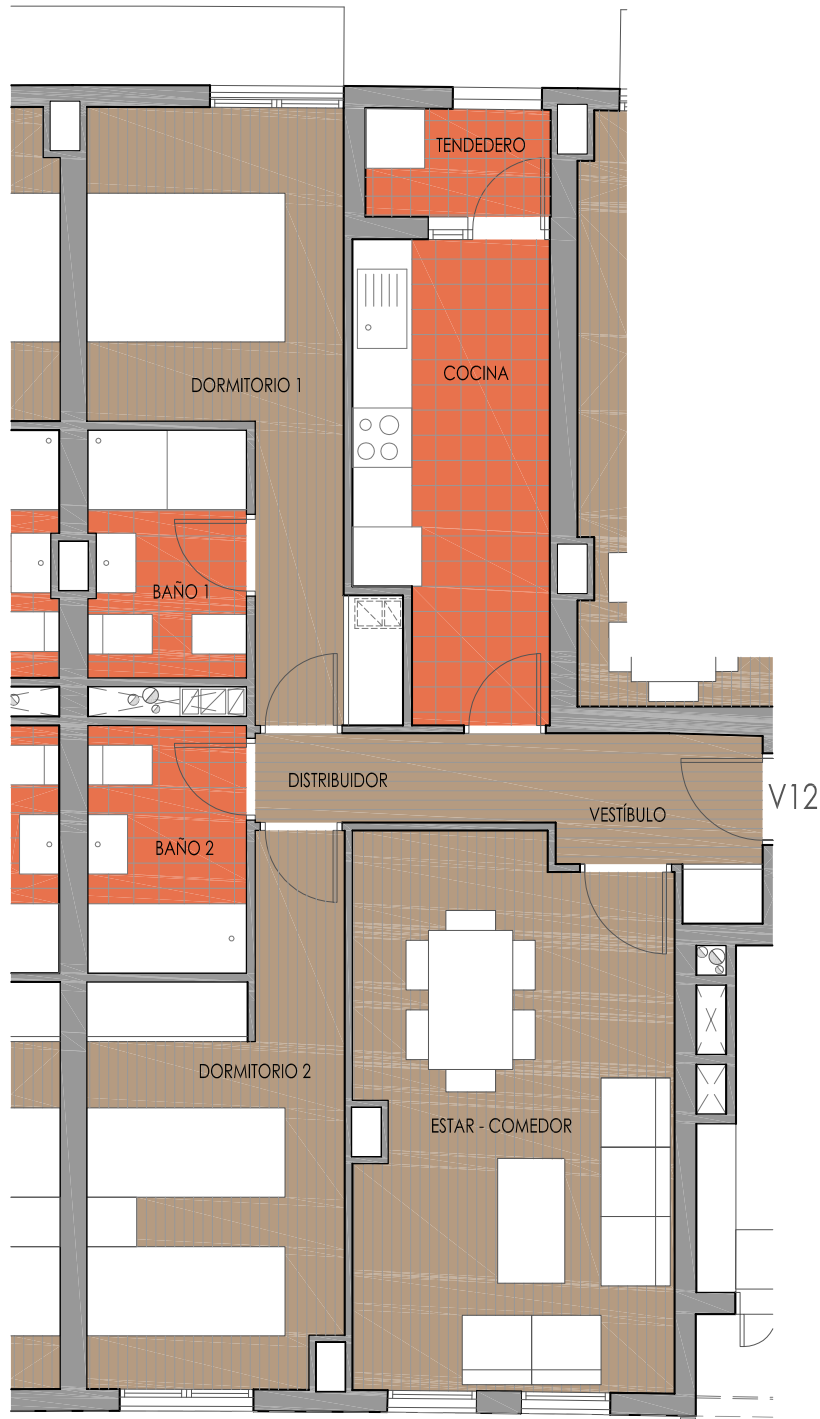 TENDEDERO
COCINA
DORMITORIO 1
BAÑO 1
DISTRIBUIDOR
V12
VESTÍBULO
BAÑO 2
DORMITORIO 2
ESTAR - COMEDOR